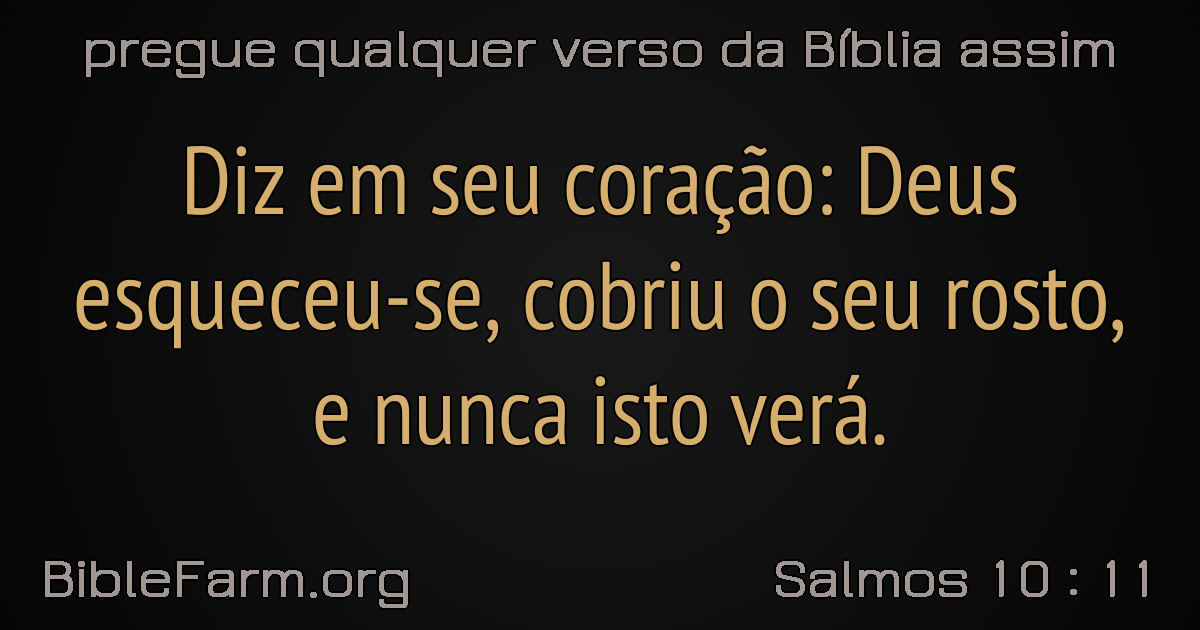 pregue qualquer verso da Bíblia assim
Diz em seu coração: Deus
esqueceu-se, cobriu o seu rosto,
e nunca isto verá.
BibleFarm.org
Salmos 10 : 11